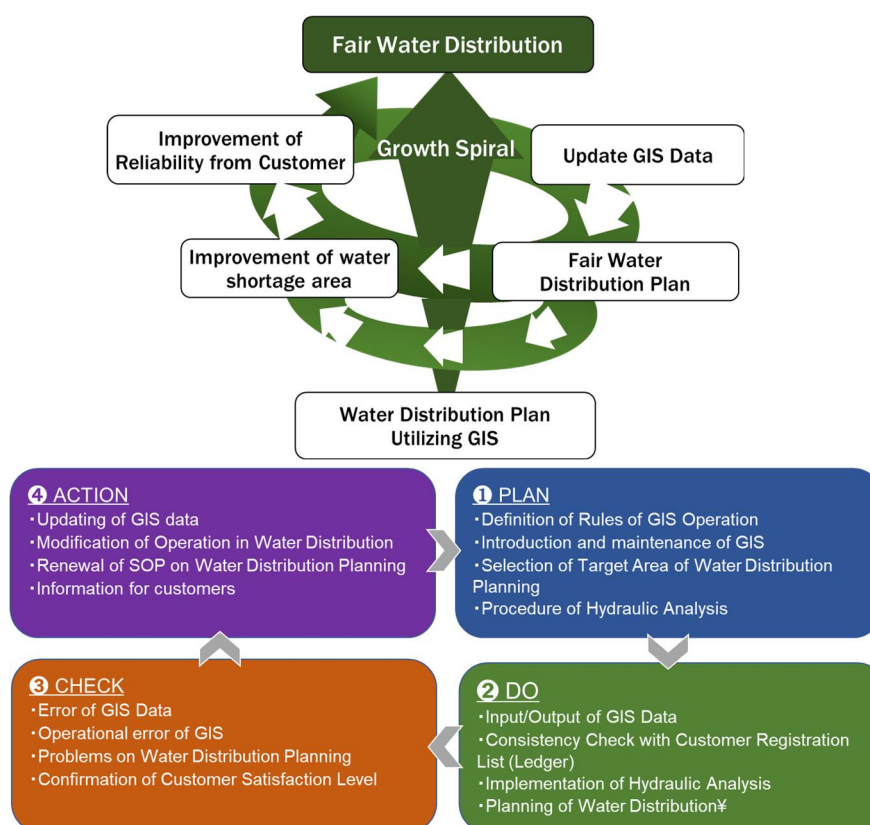 Fair Water Distribution
Improvement of
Reliability from Customer
Growth Spiral
Update GIS Data
Improvement of water
shortage area
Fair Water
Distribution Plan
Water Distribution Plan
Utilizing GIS
❹ ACTION
・Updating of GIS data
・Modification of Operation in Water Distribution
・Renewal of SOP on Water Distribution Planning
・Information for customers
❶ PLAN
・Definition of Rules of GIS Operation
・Introduction and maintenance of GIS
・Selection of Target Area of Water Distribution
Planning
・Procedure of Hydraulic Analysis
❸ CHECK
・Error of GIS Data
・Operational error of GIS
・Problems on Water Distribution Planning
・Confirmation of Customer Satisfaction Level
❷ DO
・Input/Output of GIS Data
・Consistency Check with Customer Registration
List (Ledger)
・Implementation of Hydraulic Analysis
・Planning of Water Distribution¥